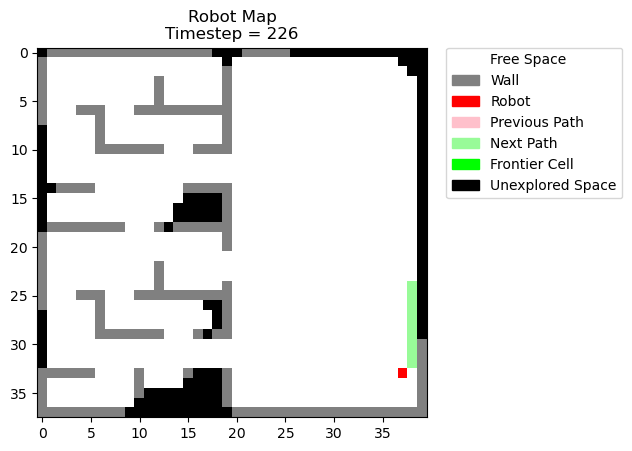 Robot Map
Timestep = 226
0
5
10
15
20
25
30
35
0
5
10
15
20
25
30
35
Free Space
Wall
Robot
Previous Path
Next Path
Frontier Cell
Unexplored Space